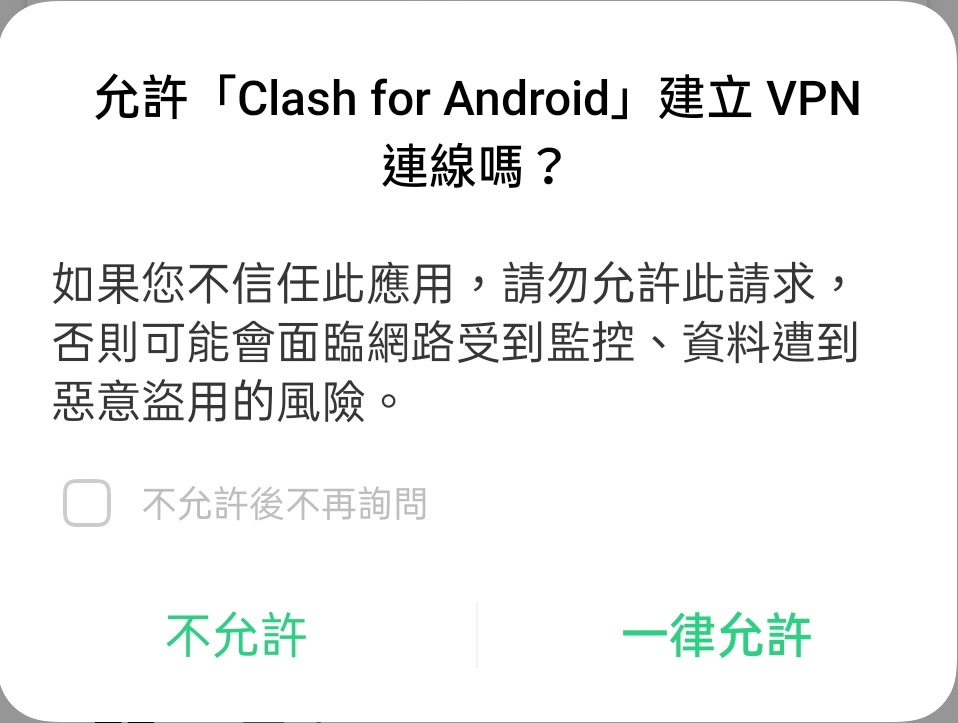 允許「Clash for Android」建立 VPN
連線嗎？
如果您不信任此應用，請勿允許此請求，
否則可能會面臨網路受到監控、資料遭到
惡意盜用的風險。
不允許後不再詢問
不允許
一律允許